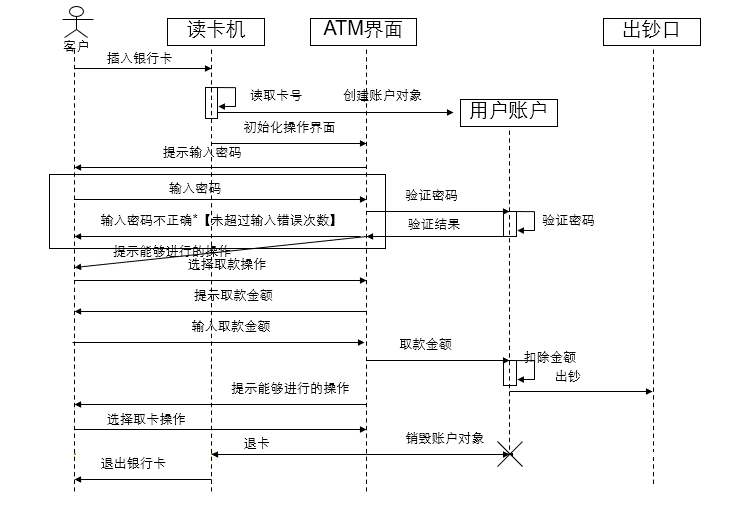 读卡机
ATM界面
出钞口
客户
插入银行卡
读取卡号
创建账户对象
用户账户
初始化操作界面
提示输入密码
输入密码
验证密码
输入密码不正确*【未超过输入错误次数】
验证结果
验证密码
提示能够进行的操作
选择取款操作
提示取款金额
输入取款金额
取款金额
扣除金额
出钞
提示能够进行的操作
选择取卡操作
销毁账户对象
退卡
退出银行卡